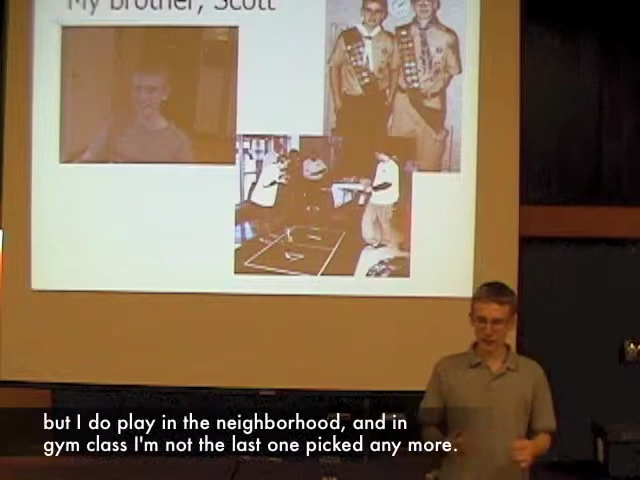 My brother, Scott
but I do play in the neighborhood, and in
gym class I'm not the last one picked any more.